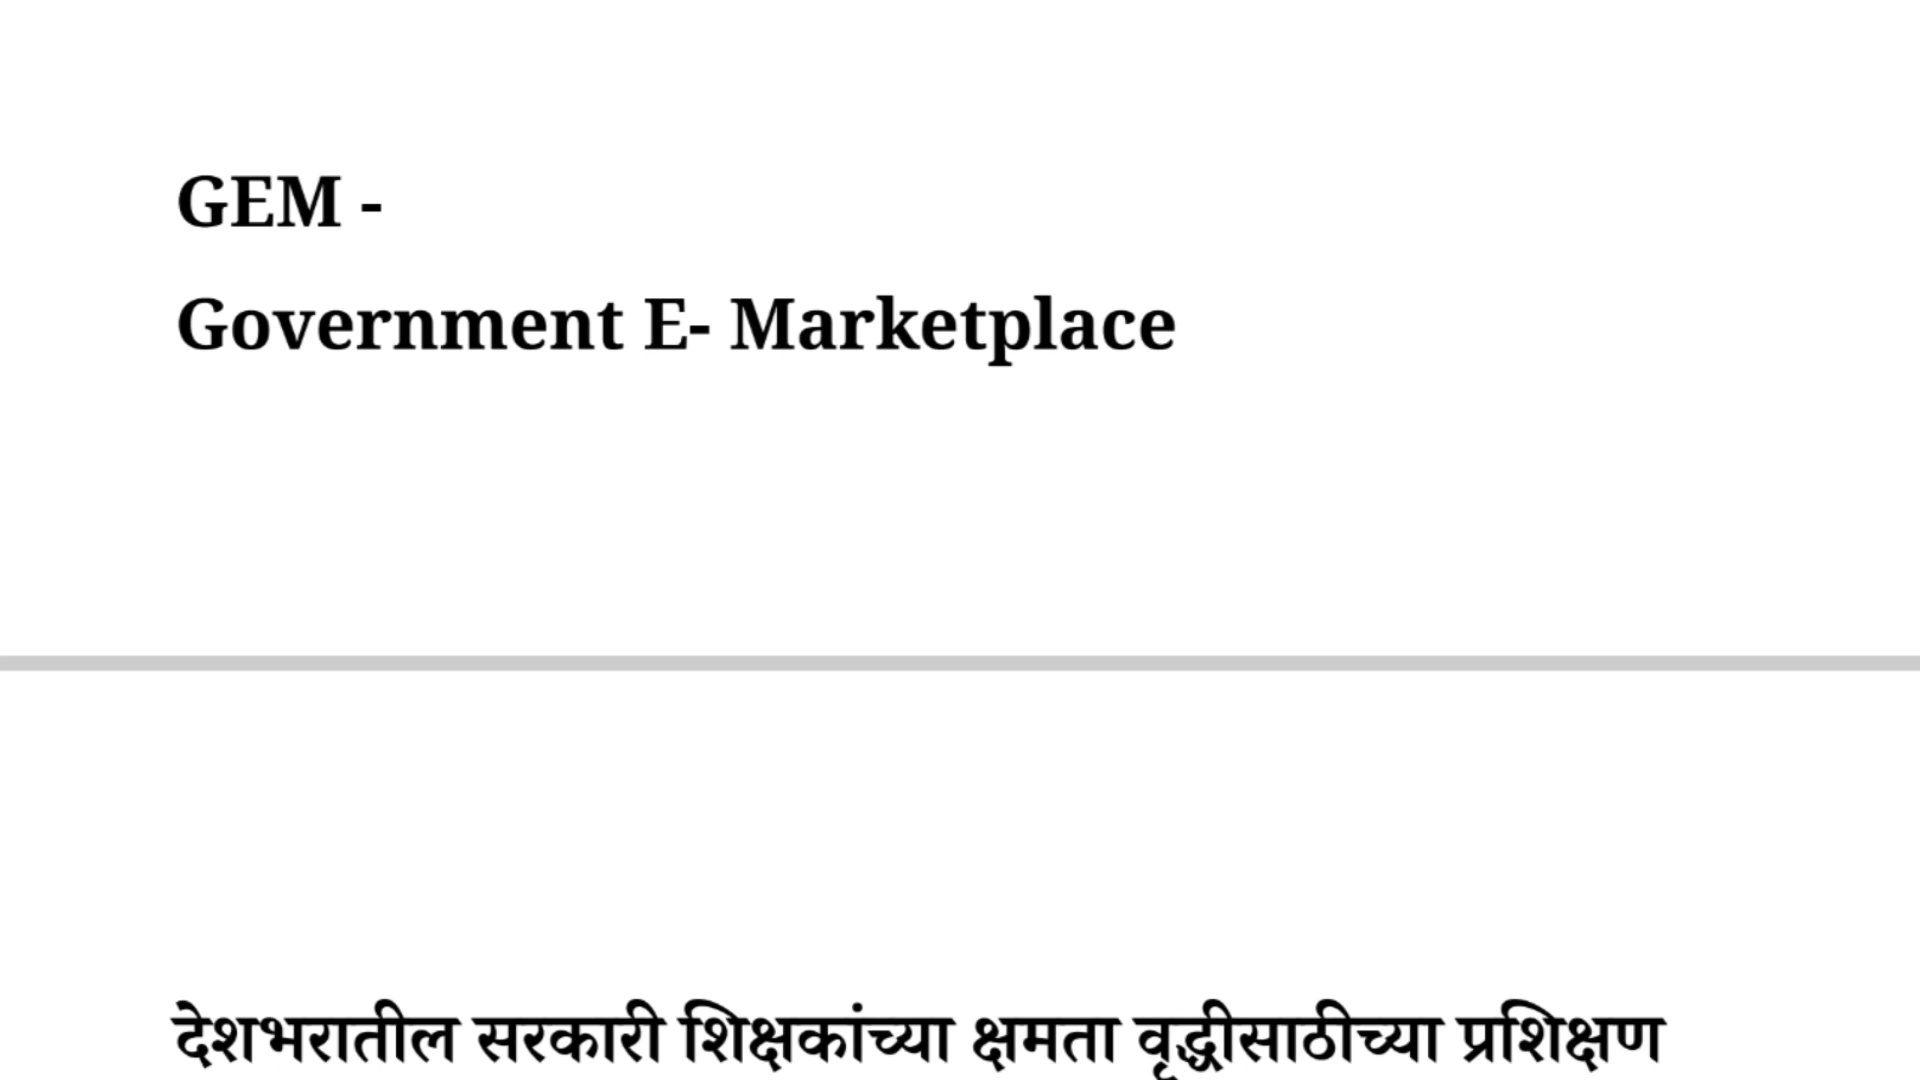 GEM -
Government E- Marketplace
देशभरातील सरकारी शिक्षकांच्या क्षमता वृद्धीसाठीच्या प्रशिक्षण